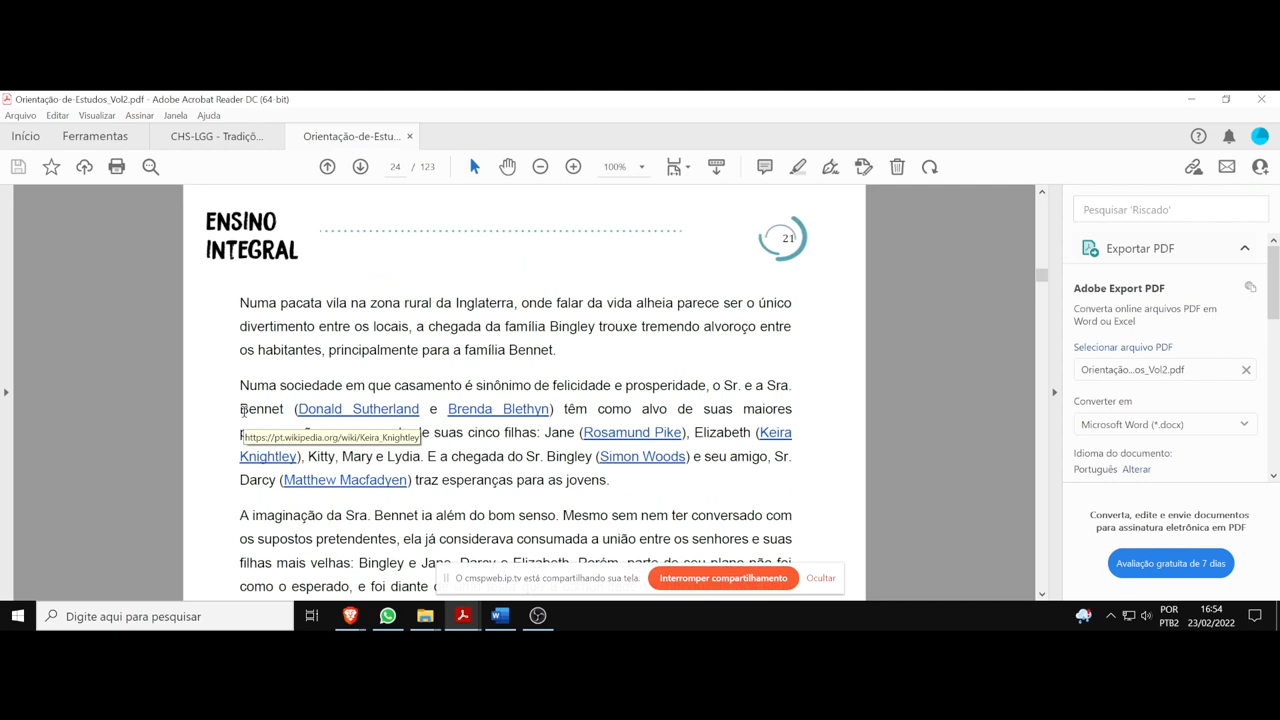 Orientação-de-Estudos_Vol2.pdf - Adobe Acrobat Reader DC (64-bit)
Arquivo Editar Visualizar Assinar Janela Ajuda
Início Ferramentas CHS-LGG - Tradiçõ... Orientação-de-Estu... ×
24 / 123 100%
ENSINO
INTEGRAL
21
Numa pacata vila na zona rural da Inglaterra, onde falar da vida alheia parece ser o único
divertimento entre os locais, a chegada da família Bingley trouxe tremendo alvoroço entre
os habitantes, principalmente para a família Bennet.
Numa sociedade em que casamento é sinônimo de felicidade e prosperidade, o Sr. e a Sra.
Bennet (Donald Sutherland e Brenda Blethyn) têm como alvo de suas maiores
de suas cinco filhas: Jane (Rosamund Pike), Elizabeth (Keira
https://pt.wikipedia.org/wiki/Keira_Knightley
Knightley), Kitty, Mary e Lydia. E a chegada do Sr. Bingley (Simon Woods) e seu amigo, Sr.
Darcy (Matthew Macfadyen) traz esperanças para as jovens.
A imaginação da Sra. Bennet ia além do bom senso. Mesmo sem nem ter conversado com
os supostos pretendentes, ela já considerava consumada a união entre os senhores e suas
filhas mais velhas: Bingley e Jane, Darcy e Elizabeth. Porém, parte de seu plano não foi
como o esperado, e foi diante
O cmspweb.ip.tv está compartilhando sua tela. Interromper compartilhamento Ocultar
Pesquisar 'Riscado'
Exportar PDF
Adobe Export PDF
Converta online arquivos PDF em
Word ou Excel
Selecionar arquivo PDF
Orientação...os_Vol2.pdf ×
Converter em
Microsoft Word (*.docx)
Idioma do documento:
Português Alterar
Converta, edite e envie documentos
para assinatura eletrônica em PDF
Avaliação gratuita de 7 dias
Digite aqui para pesquisar
POR
PTB2
16:54
23/02/2022